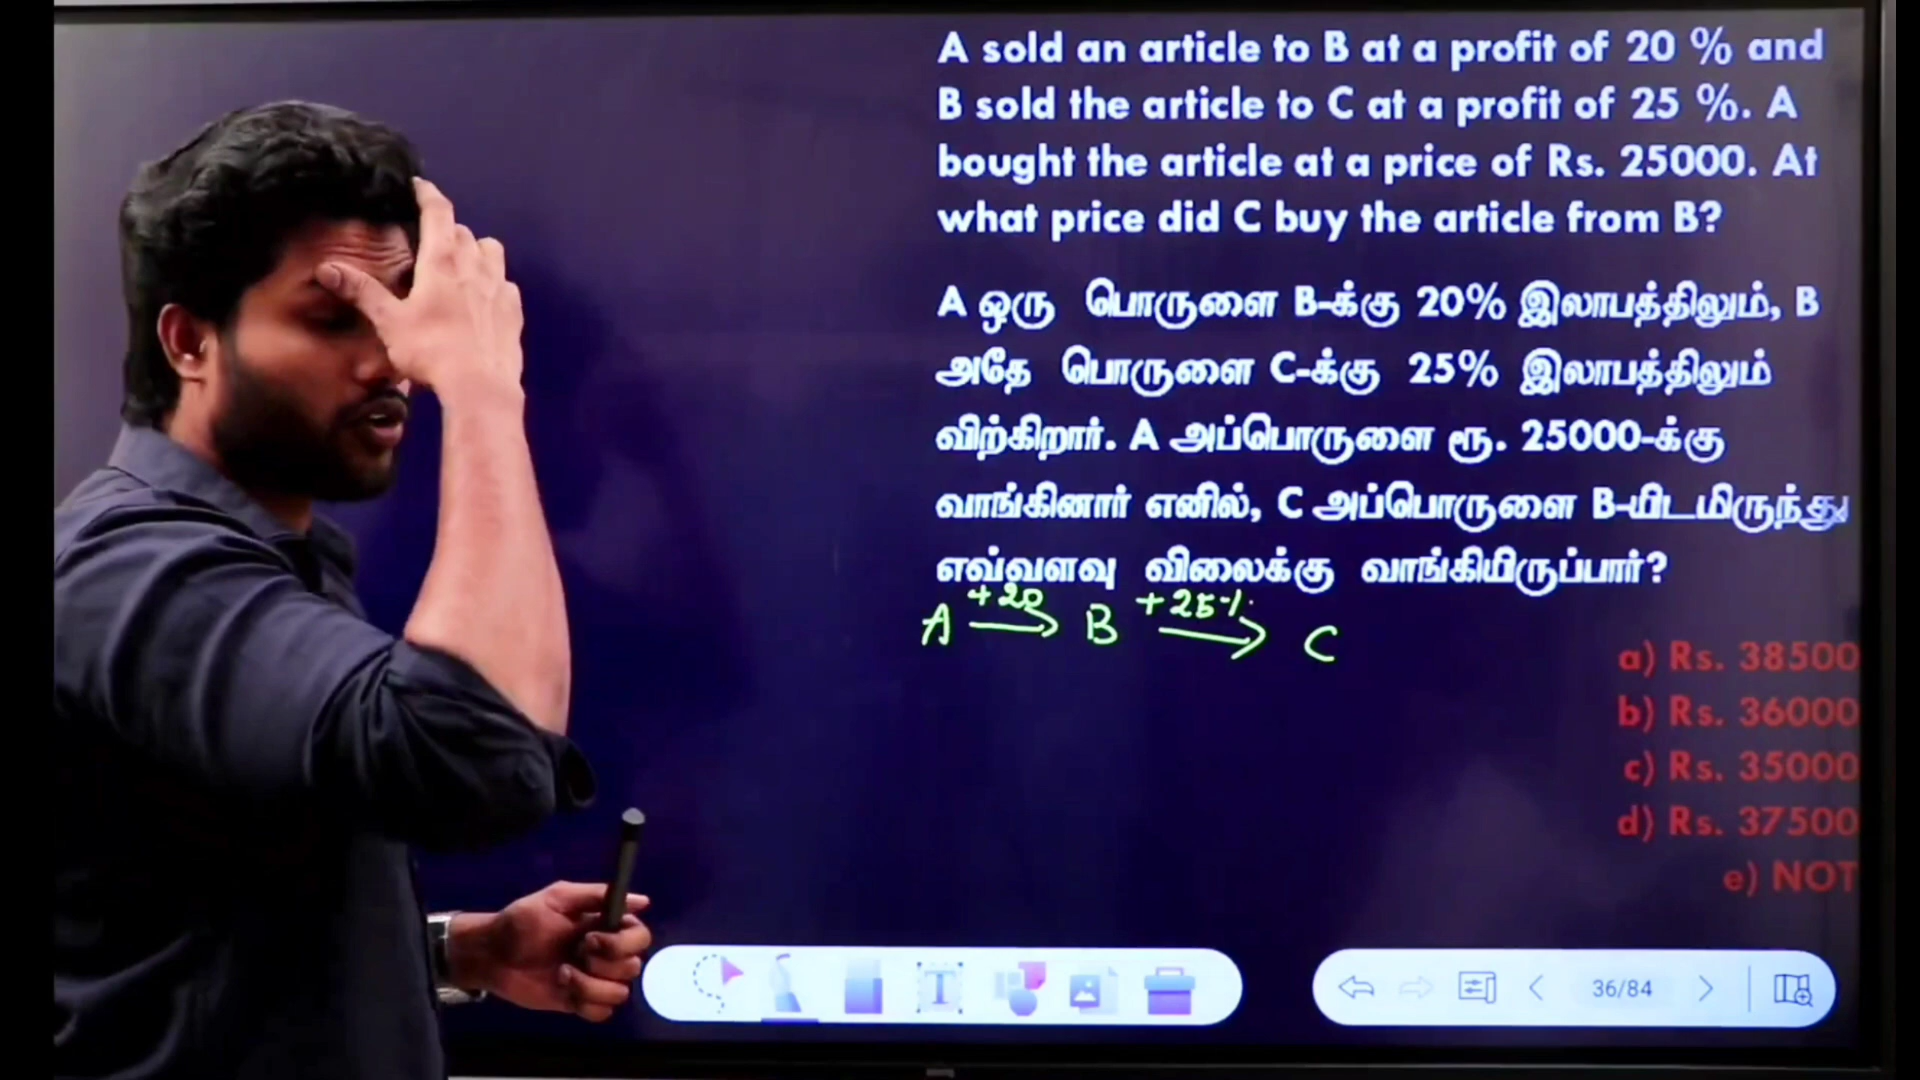 A sold an article to B at a profit of 20 % and
B sold the article to C at a profit of 25 %. A
bought the article at a price of Rs. 25000. At
what price did C buy the article from B?
A ஒரு பொருளை B-க்கு 20% இலாபத்திலும், B
அதே பொருளை C-க்கு 25% இலாபத்திலும்
விற்கிறார். A அப்பொருளை ரூ. 25000-க்கு
வாங்கினார் எனில், C அப்பொருளை B-யிடமிருந்து
எவ்வளவு விலைக்கு வாங்கியிருப்பார்?
+20 +25%
A → B → C
a) Rs. 38500
b) Rs. 36000
c) Rs. 35000
d) Rs. 37500
e) NOT
36/84